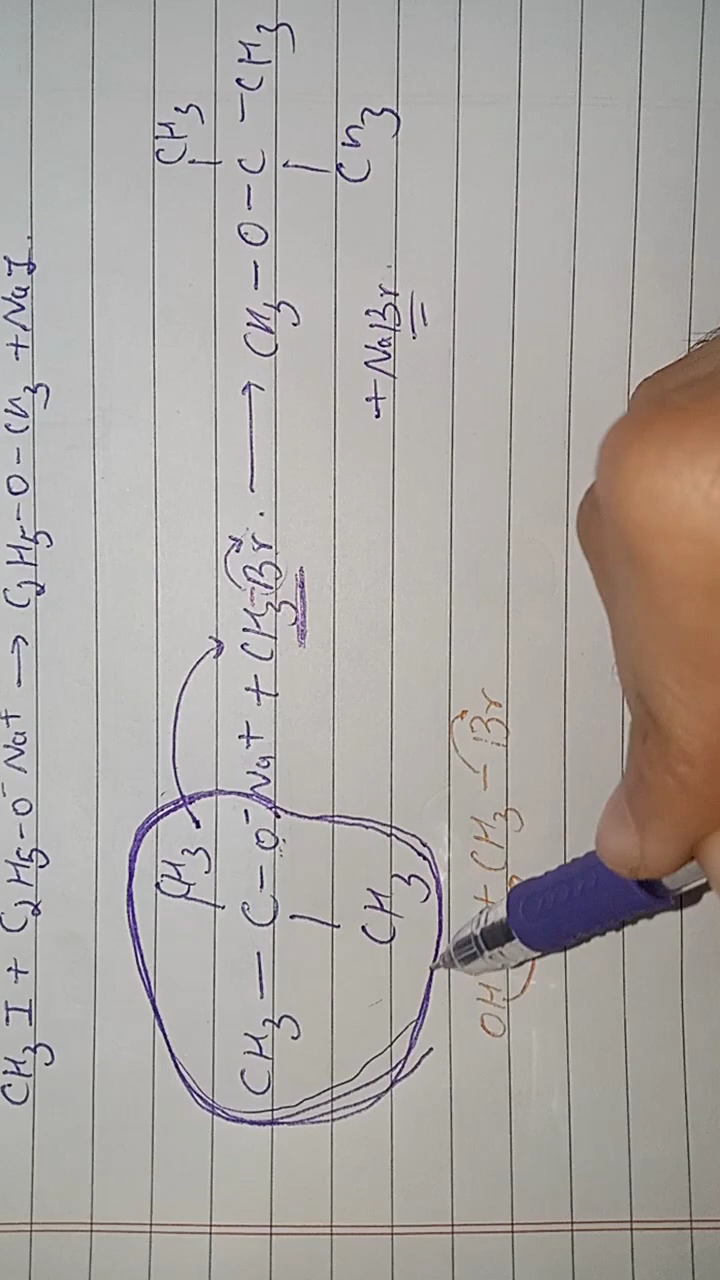 CH3I + C2H5-O⁻Na⁺ → C2H5-O-CH3 + NaI.
CH3 CH3
CH3 — C-O⁻Na⁺ + CH3-Br. → CH3-O-C-CH3
CH3 CH3
+ NaBr.
OH + CH3 - Br